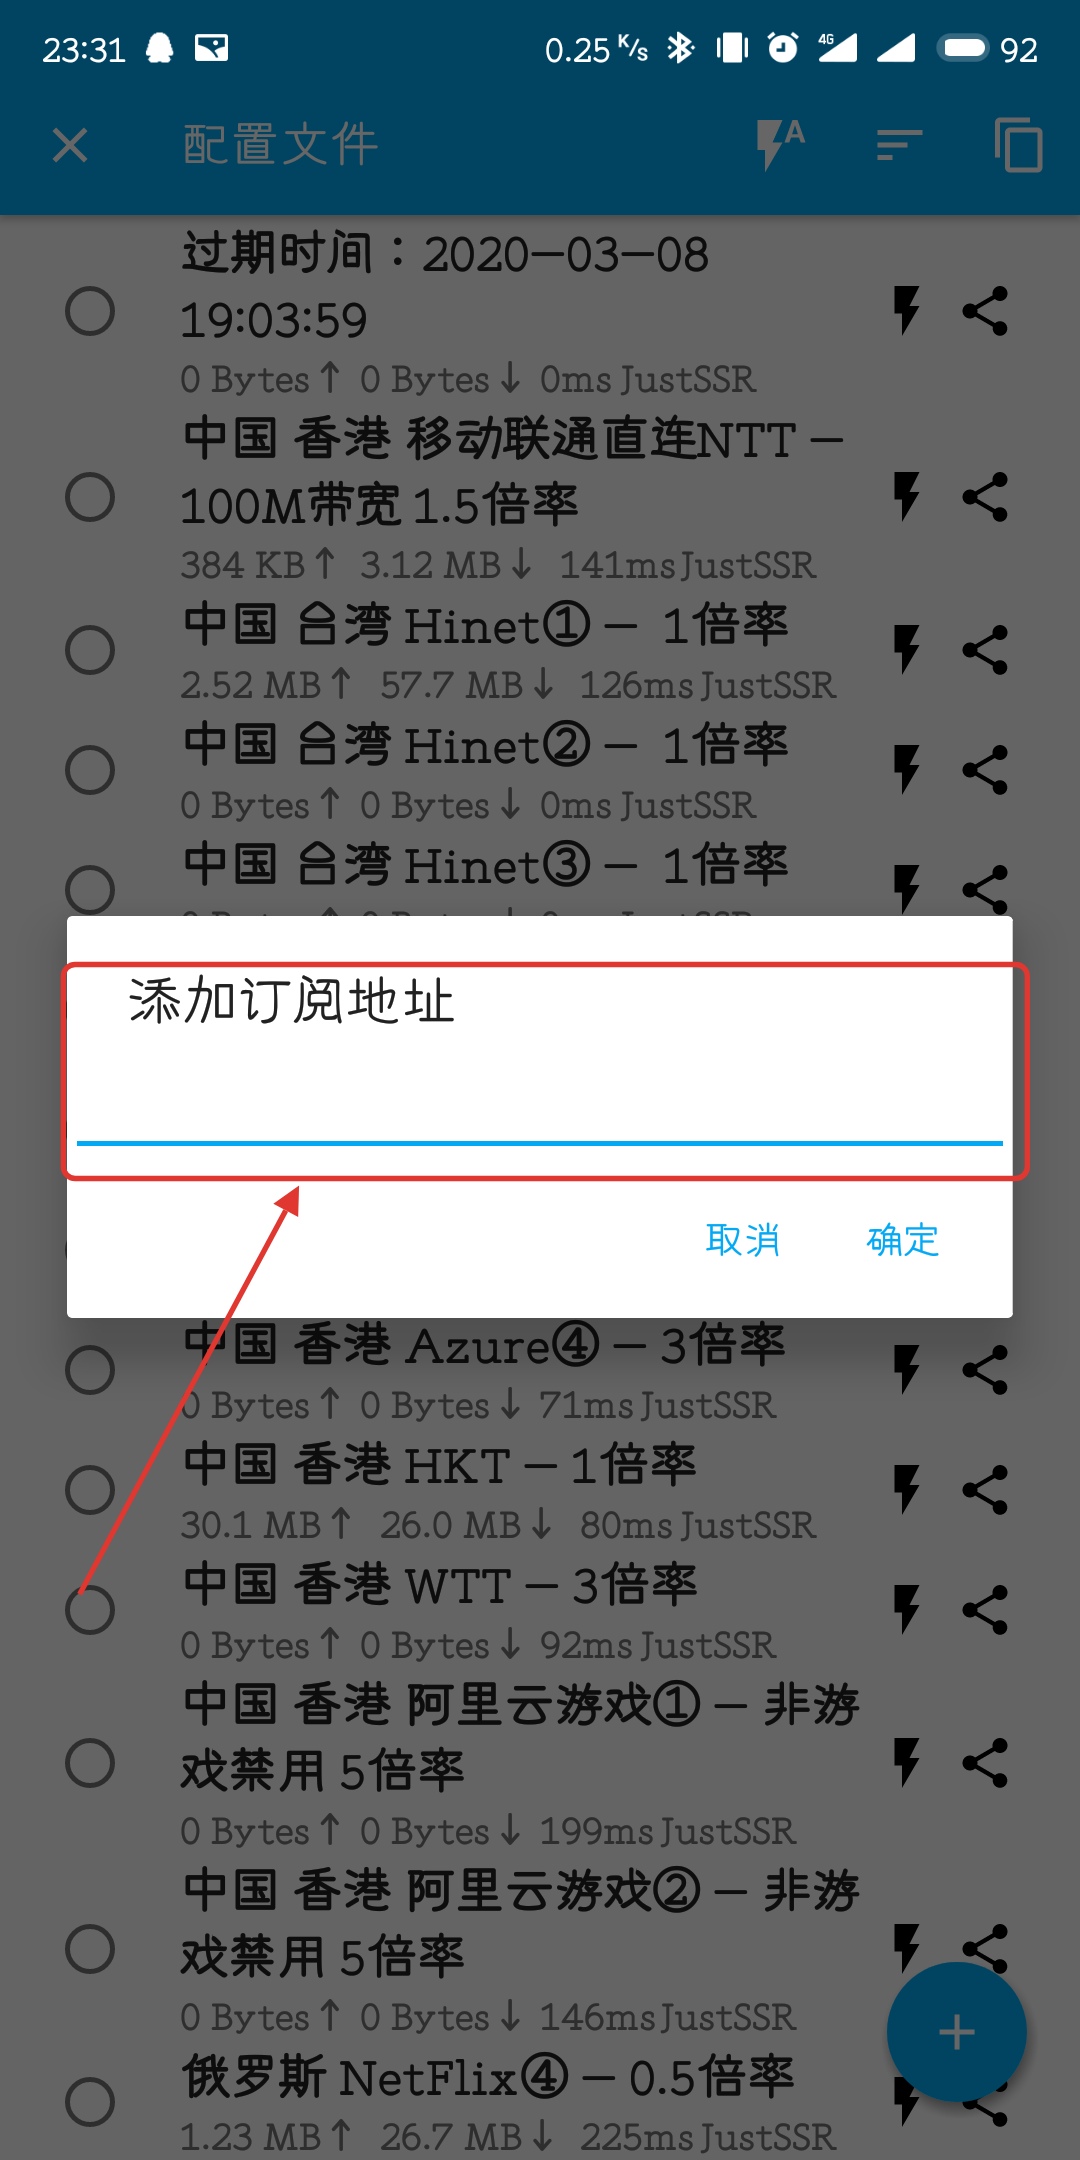 23:31 0.25 K/s 4G 92
配置文件 A
过期时间：2020-03-08
19:03:59
0 Bytes↑ 0 Bytes↓ 0ms JustSSR
中国 香港 移动联通直连NTT -
100M带宽 1.5倍率
384 KB↑ 3.12 MB↓ 141ms JustSSR
中国 台湾 Hinet① - 1倍率
2.52 MB↑ 57.7 MB↓ 126ms JustSSR
中国 台湾 Hinet② - 1倍率
0 Bytes↑ 0 Bytes↓ 0ms JustSSR
中国 台湾 Hinet③ - 1倍率
添加订阅地址
取消 确定
中国 香港 Azure④ - 3倍率
0 Bytes↑ 0 Bytes↓ 71ms JustSSR
中国 香港 HKT - 1倍率
30.1 MB↑ 26.0 MB↓ 80ms JustSSR
中国 香港 WTT - 3倍率
0 Bytes↑ 0 Bytes↓ 92ms JustSSR
中国 香港 阿里云游戏① - 非游
戏禁用 5倍率
0 Bytes↑ 0 Bytes↓ 199ms JustSSR
中国 香港 阿里云游戏② - 非游
戏禁用 5倍率
0 Bytes↑ 0 Bytes↓ 146ms JustSSR
俄罗斯 NetFlix④ - 0.5倍率
1.23 MB↑ 26.7 MB↓ 225ms JustSSR